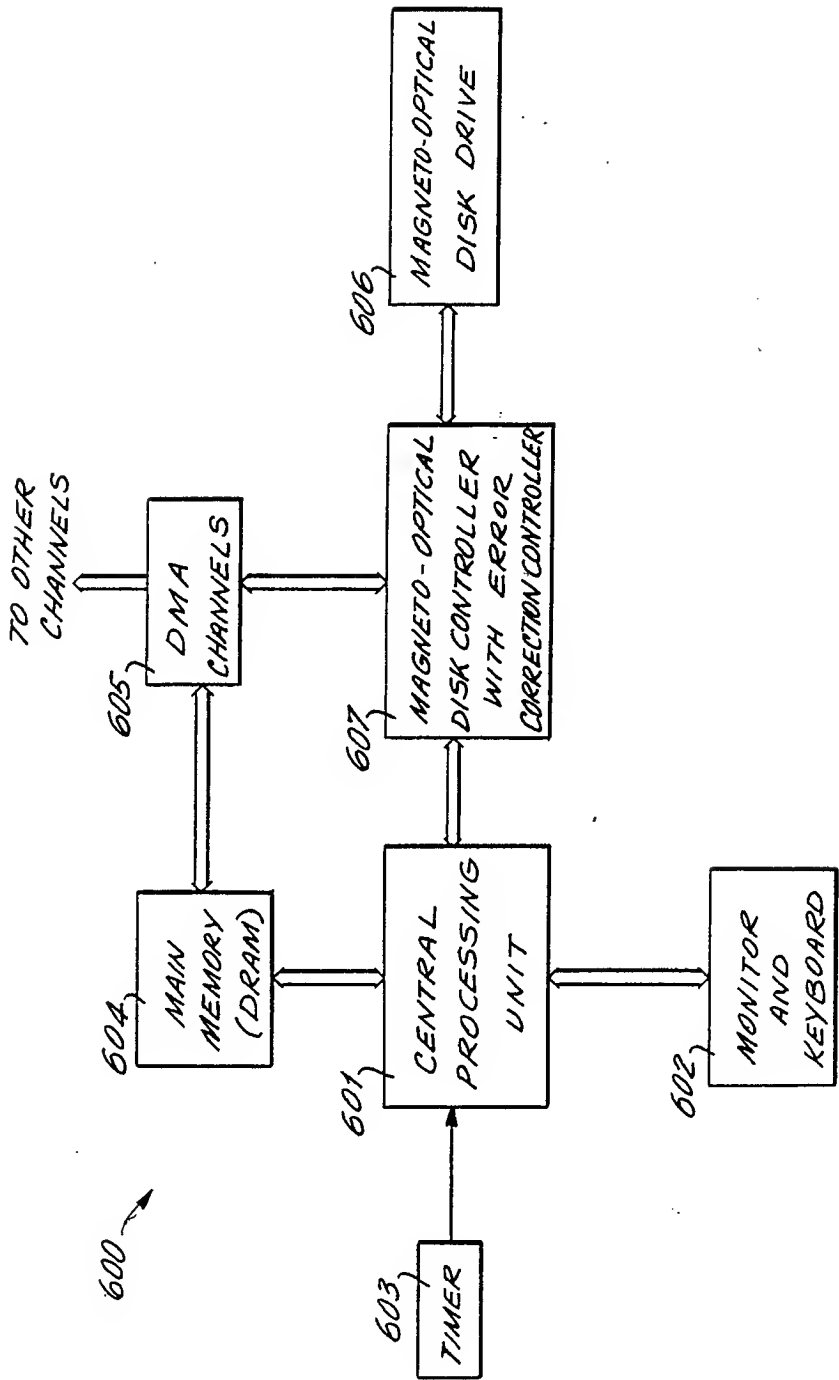 600
603
TIMER
604
MAIN
MEMORY
(DRAM)
601
CENTRAL
PROCESSING
UNIT
602
MONITOR
AND
KEYBOARD
TO OTHER
CHANNELS
605
DMA
CHANNELS
607
MAGNETO-OPTICAL
DISK CONTROLLER
WITH ERROR
CORRECTION CONTROLLER
606
MAGNETO-OPTICAL
DISK DRIVE